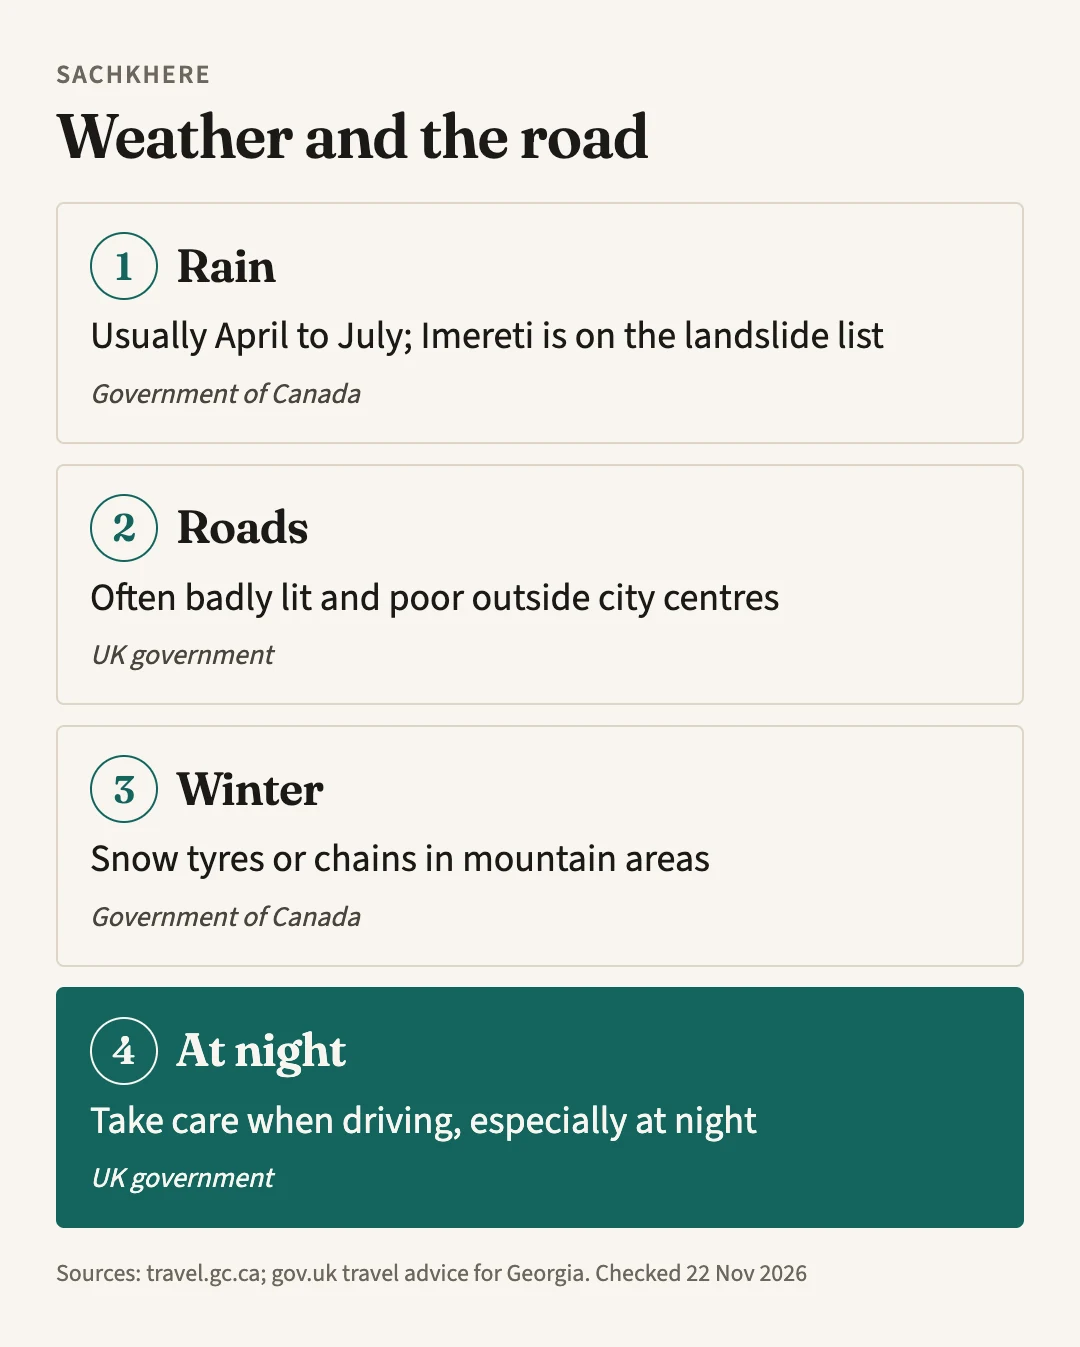 SACHKHERE
Weather and the road
1 Rain
Usually April to July; Imereti is on the landslide list
Government of Canada
2 Roads
Often badly lit and poor outside city centres
UK government
3 Winter
Snow tyres or chains in mountain areas
Government of Canada
4 At night
Take care when driving, especially at night
UK government
Sources: travel.gc.ca; gov.uk travel advice for Georgia. Checked 22 Nov 2026